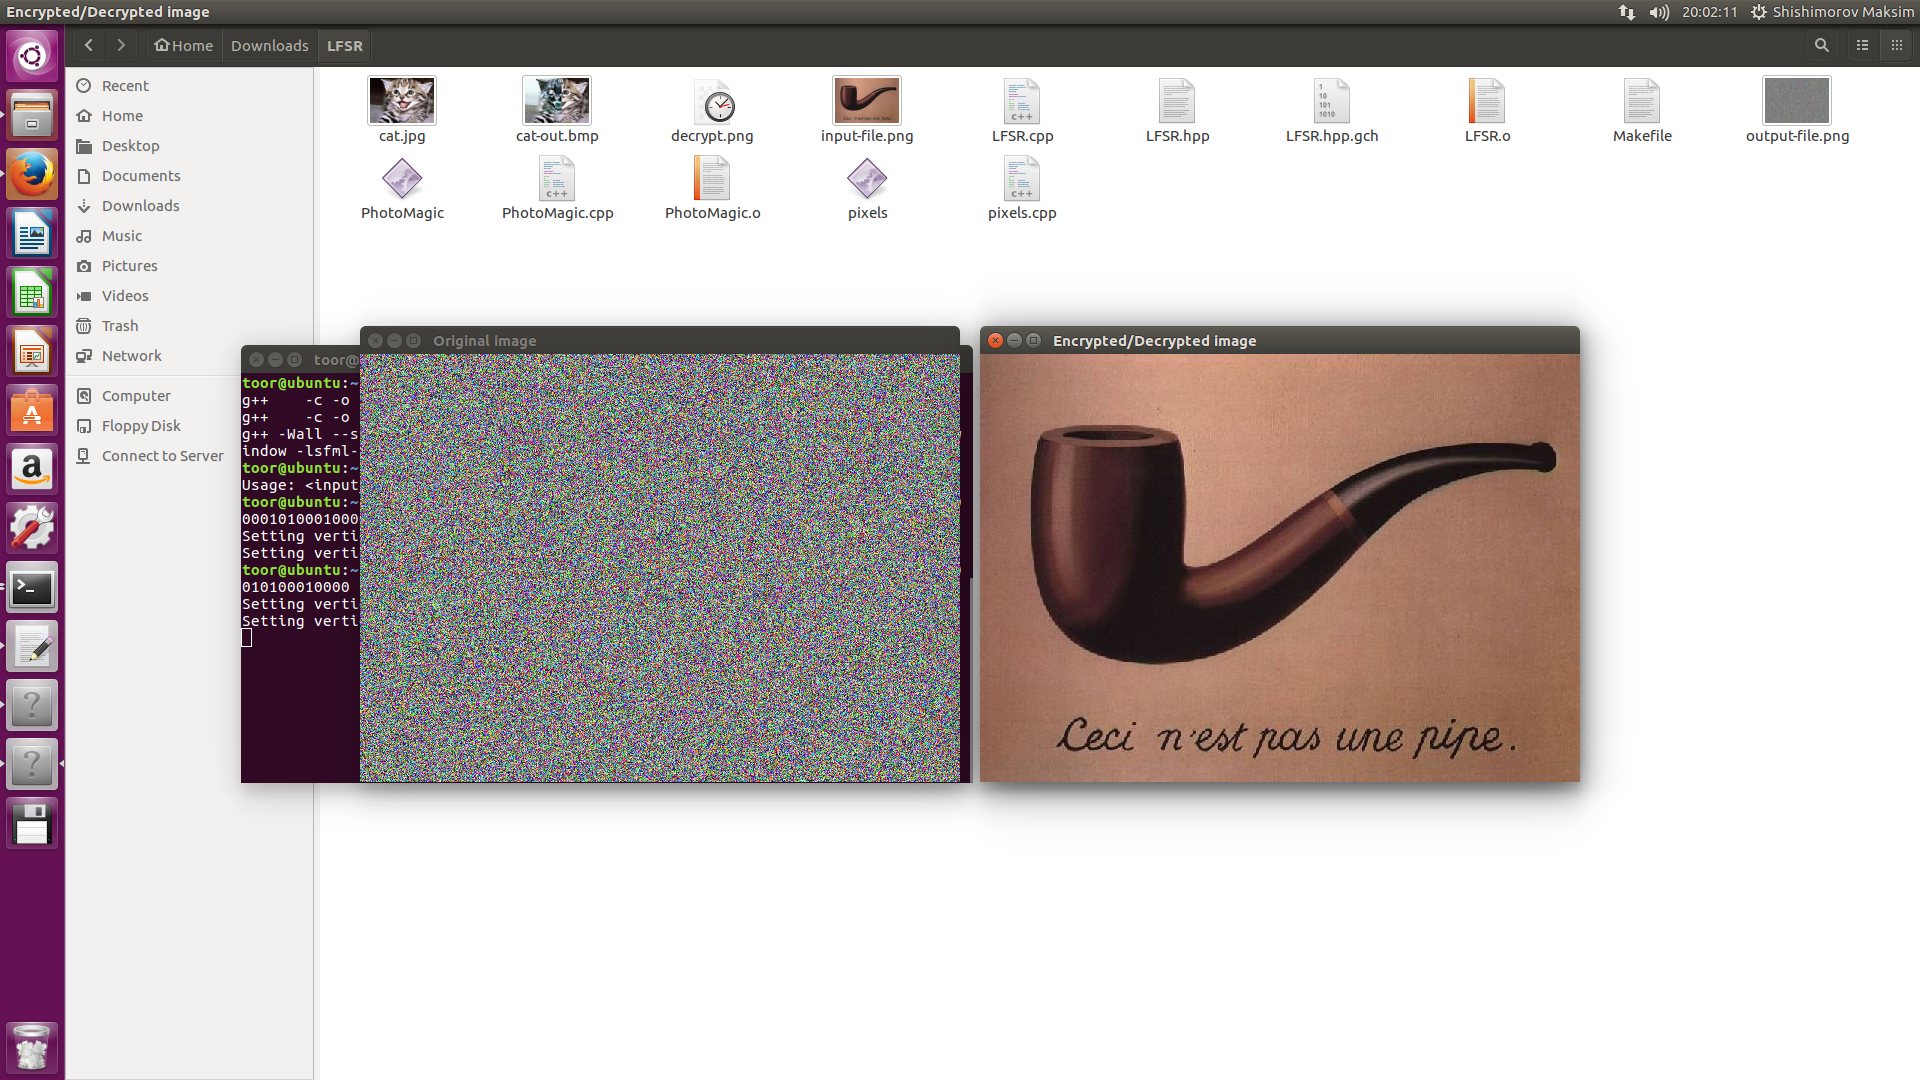 Encrypted/Decrypted image
20:02:11
Shishimorov Maksim
Home
Downloads
LFSR
Recent
Home
Desktop
Documents
Downloads
Music
Pictures
Videos
Trash
Network
Computer
Floppy Disk
Connect to Server
cat.jpg
cat-out.bmp
decrypt.png
input-file.png
LFSR.cpp
LFSR.hpp
LFSR.hpp.gch
LFSR.o
Makefile
output-file.png
PhotoMagic
PhotoMagic.cpp
PhotoMagic.o
pixels
pixels.cpp
toor@
toor@ubuntu:~
g++ -c -o
g++ -c -o
g++ -Wall --s
indow -lsfml-
toor@ubuntu:~
Usage: <input
toor@ubuntu:~
0001010001000
Setting verti
Setting verti
toor@ubuntu:~
010100010000
Setting verti
Setting verti
Original image
Encrypted/Decrypted image
Ceci n'est pas une pipe.